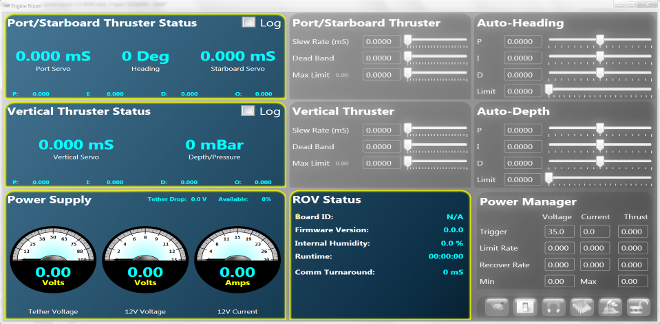 Engine Room
Port/Starboard Thruster Status
Log
0.000 mS
0 Deg
0.000 mS
Port Servo
Heading
Starboard Servo
P: 0.000 I: 0.000 D: 0.000 O: 0.000
Port/Starboard Thruster
Slew Rate (mS) 0.0000
Dead Band 0.0000
Max Limit 0.00 0.0000
Auto-Heading
P 0.0000
I 0.0000
D 0.0000
Limit 0.0000
Vertical Thruster Status
Log
0.000 mS
0 mBar
Vertical Servo
Depth/Pressure
P: 0.000 I: 0.000 D: 0.000 O: 0.000
Vertical Thruster
Slew Rate (mS) 0.0000
Dead Band 0.0000
Max Limit 0.00 0.0000
Auto-Depth
P 0.0000
I 0.0000
D 0.0000
Limit 0.0000
Power Supply
Tether Drop: 0.0 V Available: 0%
0.00
Volts
Tether Voltage
0.00
Volts
12V Voltage
0.00
Amps
12V Current
ROV Status
Board ID: N/A
Firmware Version: 0.0.0
Internal Humidity: 0.0 %
Runtime: 00:00:00
Comm Turnaround: 0 mS
Power Manager
Voltage Current Thrust
Trigger 35.0 0.0 0.000
Limit Rate 0.000 0.000 0.000
Recover Rate 0.000 0.000 0.000
Min 0.00 Max 0.00